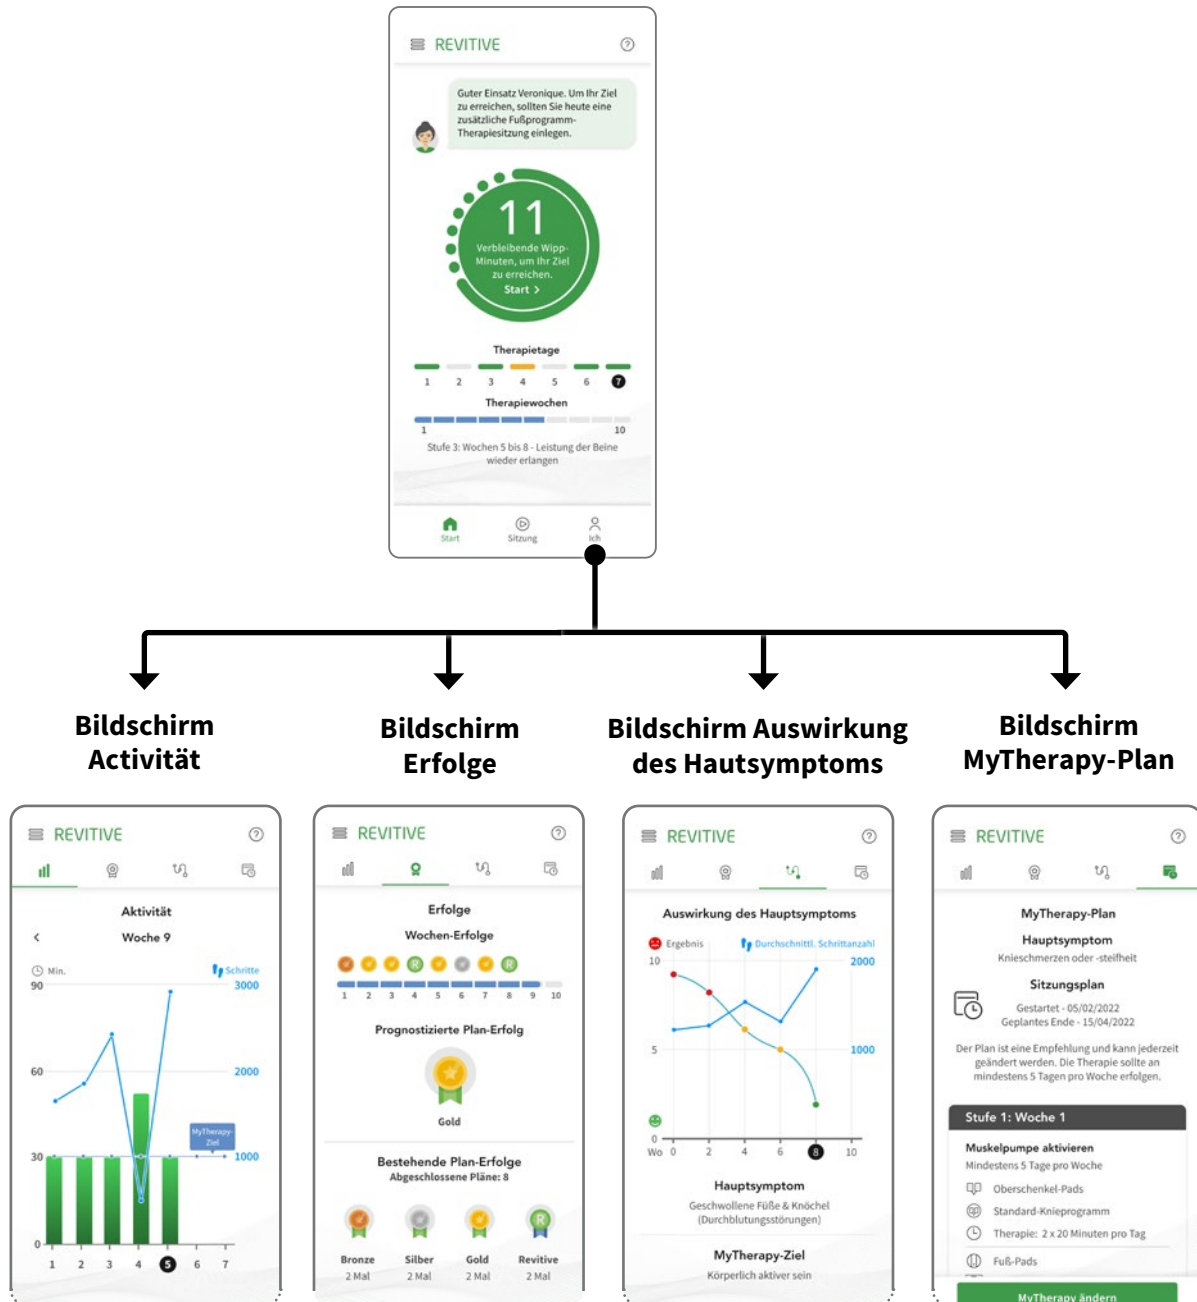 REVITIVE
Guter Einsatz Veronique. Um Ihr Ziel
zu erreichen, sollten Sie heute eine
zusätzliche Fußprogramm-
Therapiesitzung einlegen.
11
Verbleibende Wipp-
Minuten, um Ihr Ziel
zu erreichen.
Start >
Therapietage
1 2 3 4 5 6 7
Therapiewochen
1 10
Stufe 3: Wochen 5 bis 8 - Leistung der Beine
wieder erlangen
Start Sitzung Ich
Bildschirm
Activität
REVITIVE
Aktivität
< Woche 9
Min. Schritte
90 3000
60 2000
MyTherapy-
Ziel
30 1000
0
1 2 3 4 5 6 7
Bildschirm
Erfolge
REVITIVE
Erfolge
Wochen-Erfolge
R R
1 2 3 4 5 6 7 8 9 10
Prognostizierte Plan-Erfolg
Gold
Bestehende Plan-Erfolge
Abgeschlossene Pläne: 8
R
Bronze Silber Gold Revitive
2 Mal 2 Mal 2 Mal 2 Mal
Bildschirm Auswirkung
des Hautsymptoms
REVITIVE
Auswirkung des Hauptsymptoms
Ergebnis Durchschnittl. Schrittanzahl
10 2000
5 1000
0
Wo 0 2 4 6 8 10
Hauptsymptom
Geschwollene Füße & Knöchel
(Durchblutungsstörungen)
MyTherapy-Ziel
Körperlich aktiver sein
Bildschirm
MyTherapy-Plan
REVITIVE
MyTherapy-Plan
Hauptsymptom
Knieschmerzen oder -steifheit
Sitzungsplan
Gestartet - 05/02/2022
Geplantes Ende - 15/04/2022
Der Plan ist eine Empfehlung und kann jederzeit
geändert werden. Die Therapie sollte an
mindestens 5 Tagen pro Woche erfolgen.
Stufe 1: Woche 1
Muskelpumpe aktivieren
Mindestens 5 Tage pro Woche
Oberschenkel-Pads
Standard-Knieprogramm
Therapie: 2 x 20 Minuten pro Tag
Fuß-Pads
MyTherapy ändern